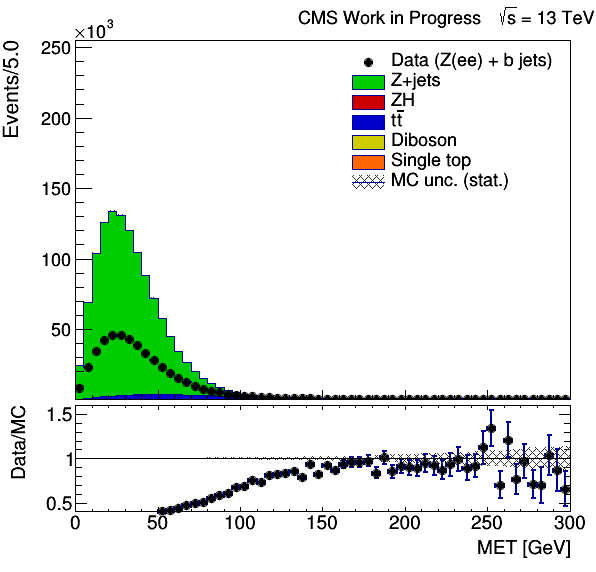 CMS Work in Progress √s = 13 TeV
×10³
Events/5.0
250
200
150
100
50
Data (Z(ee) + b jets)
Z+jets
ZH
tt̅
Diboson
Single top
MC unc. (stat.)
Data/MC
1.5
1
0.5
0 50 100 150 200 250 300
MET [GeV]